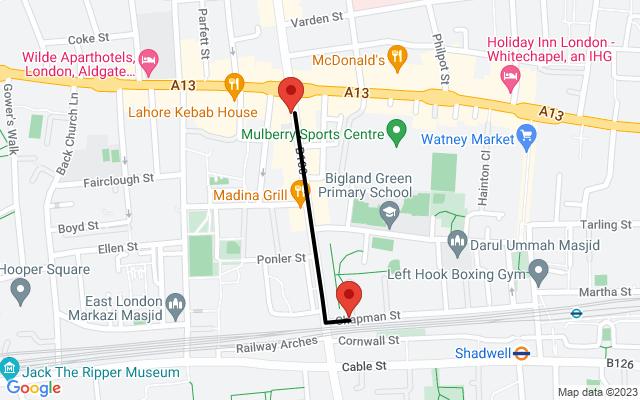 Varden St
Coke St
Parfett St
Wilde Aparthotels,
London, Aldgate...
McDonald's
Philpot St
Holiday Inn London -
Whitechapel, an IHG
A13
A13
A13
Lahore Kebab House
Gower's Walk
Back Church Ln
Mulberry Sports Centre
Watney Market
Fairclough St
Bigland Green
Primary School
Hainton Cl
Madina Grill
Boyd St
Tarling St
Ellen St
Darul Ummah Masjid
Ponler St
Hooper Square
Left Hook Boxing Gym
East London
Markazi Masjid
Martha St
Chapman St
Railway Arches
Cornwall St
Shadwell
Cable St
B126
Jack The Ripper Museum
Google
Map data ©2023